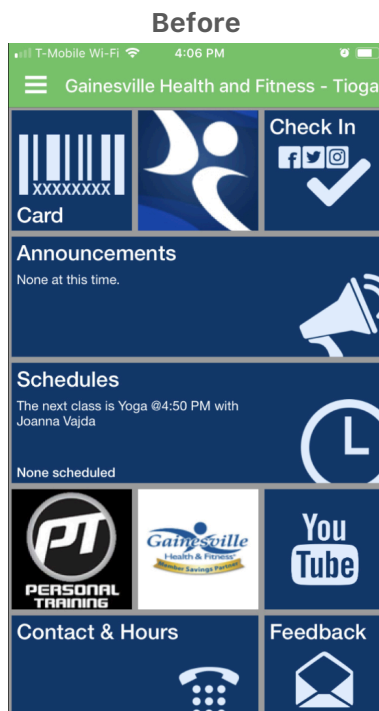 Before
T-Mobile Wi-Fi 4:06 PM
Gainesville Health and Fitness - Tioga
XXXXXXXX
Card
Check In
Announcements
None at this time.
Schedules
The next class is Yoga @4:50 PM with
Joanna Vajda
None scheduled
PT
PERSONAL
TRAINING
Gainesville
Health & Fitness
Member Savings Partner
You
Tube
Contact & Hours
Feedback